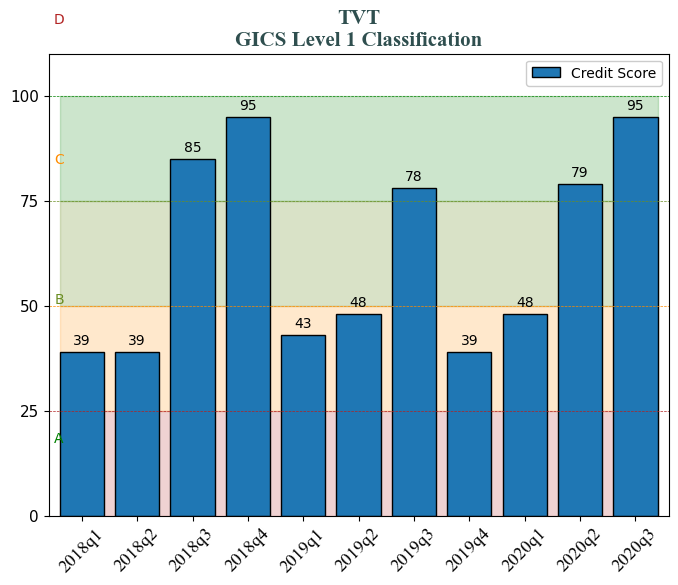 D
TVT
GICS Level 1 Classification
Credit Score
100
75
50
25
0
C
B
A
39
39
85
95
43
48
78
39
48
79
95
2018q1
2018q2
2018q3
2018q4
2019q1
2019q2
2019q3
2019q4
2020q1
2020q2
2020q3